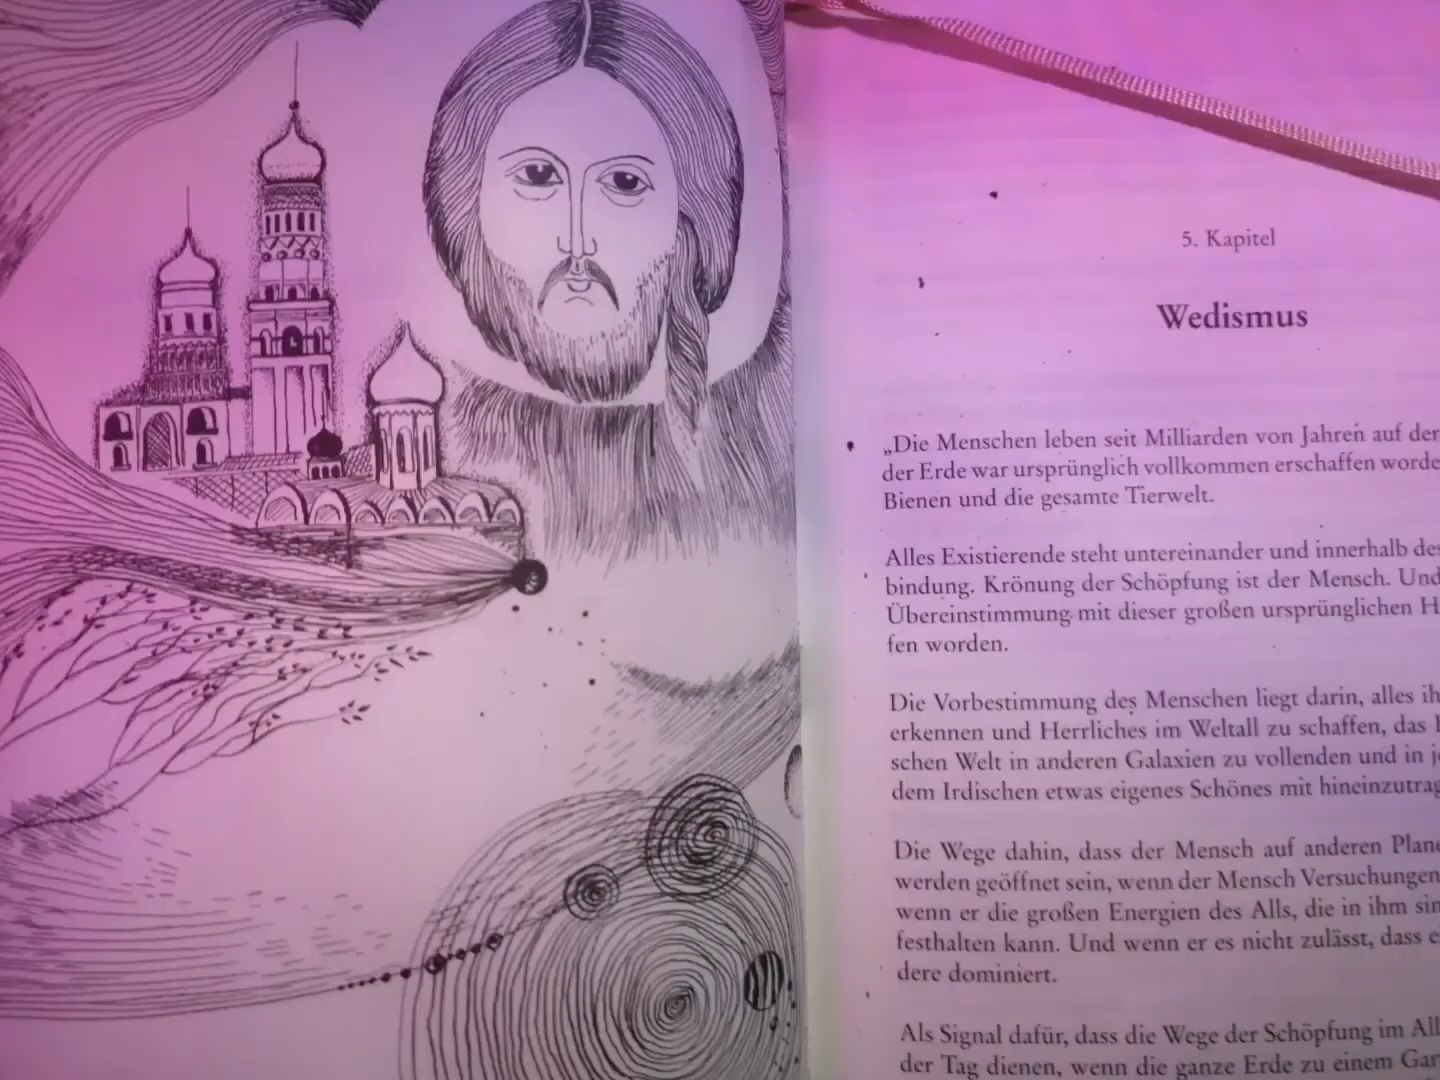 5. Kapitel
Wedismus
„Die Menschen leben seit Milliarden von Jahren auf der
der Erde war ursprünglich vollkommen erschaffen worde
Bienen und die gesamte Tierwelt.
Alles Existierende steht untereinander und innerhalb des
bindung. Krönung der Schöpfung ist der Mensch. Und
Übereinstimmung mit dieser großen ursprünglichen H
fen worden.
Die Vorbestimmung des Menschen liegt darin, alles ih
erkennen und Herrliches im Weltall zu schaffen, das
schen Welt in anderen Galaxien zu vollenden und in je
dem Irdischen etwas eigenes Schönes mit hineinzutrag
Die Wege dahin, dass der Mensch auf anderen Plane
werden geöffnet sein, wenn der Mensch Versuchungen
wenn er die großen Energien des Alls, die in ihm sin
festhalten kann. Und wenn er es nicht zulässt, dass e
dere dominiert.
Als Signal dafür, dass die Wege der Schöpfung im All
der Tag dienen, wenn die ganze Erde zu einem Gar